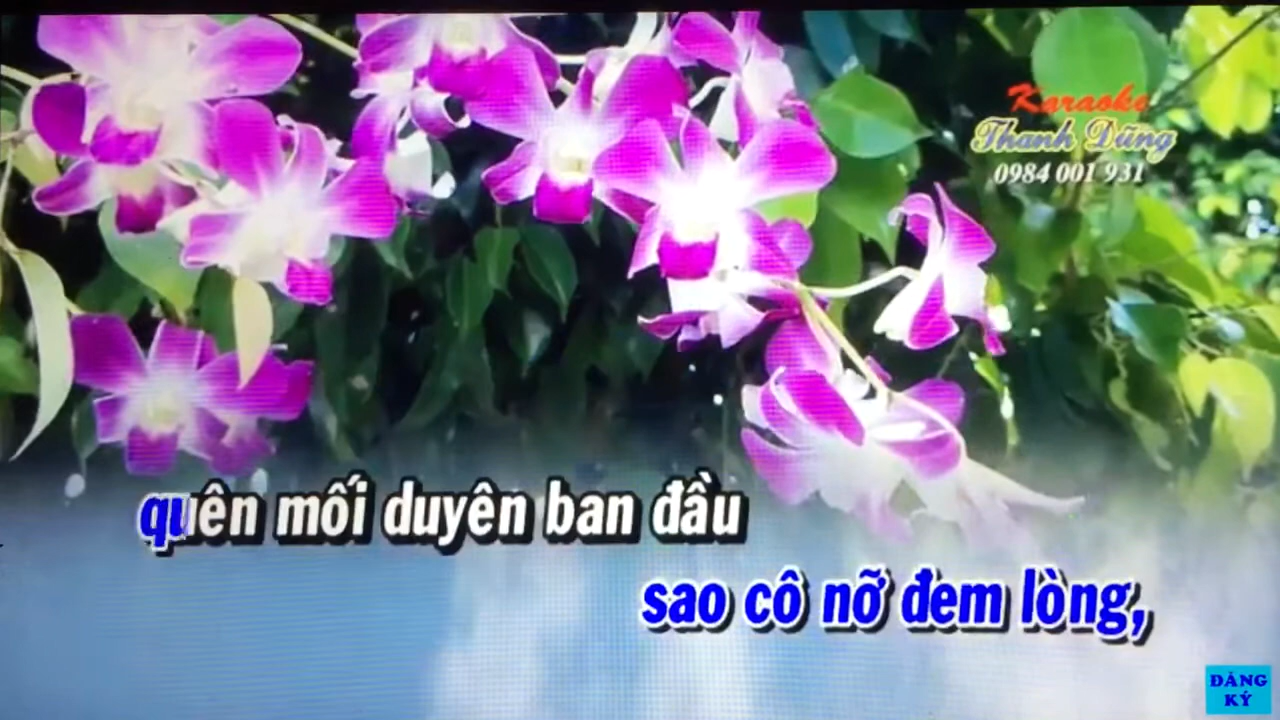 Karaoke
Thanh Dũng
0984 001 931
quên mối duyên ban đầu
sao cô nỡ đem lòng,
ĐĂNG
KÝ